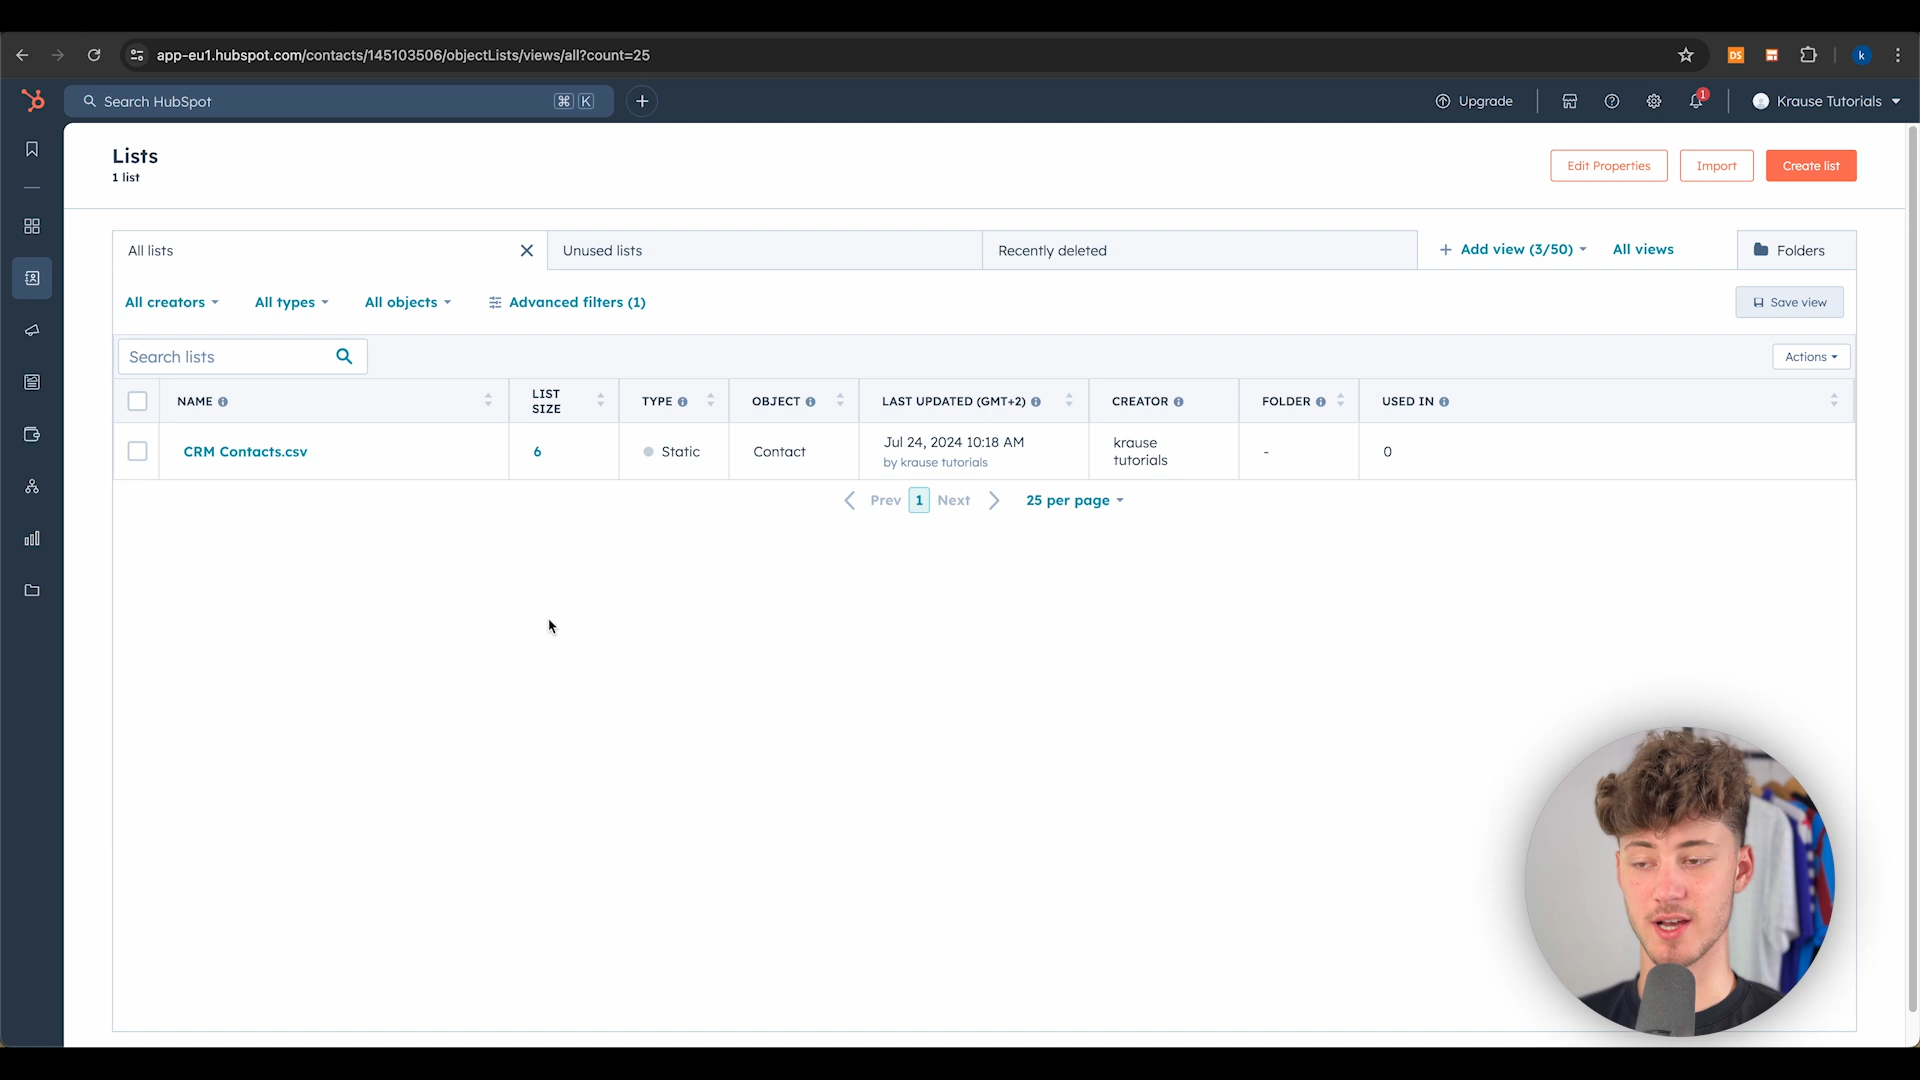 app-eu1.hubspot.com/contacts/145103506/objectLists/views/all?count=25
DS
k
Search HubSpot
⌘ K
Upgrade
1
Krause Tutorials
Lists
1 list
Edit Properties
Import
Create list
All lists
Unused lists
Recently deleted
Add view (3/50)
All views
Folders
All creators
All types
All objects
Advanced filters (1)
Save view
Search lists
Actions
NAME
LIST
SIZE
TYPE
OBJECT
LAST UPDATED (GMT+2)
CREATOR
FOLDER
USED IN
CRM Contacts.csv
6
Static
Contact
Jul 24, 2024 10:18 AM
by krause tutorials
krause
tutorials
-
0
Prev 1 Next
25 per page